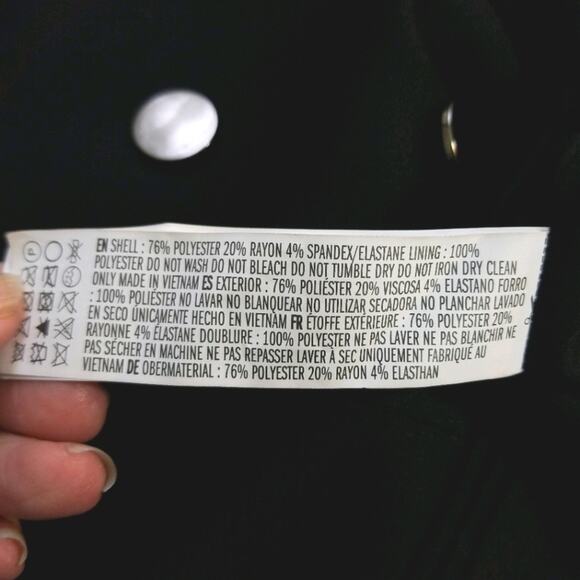 EN SHELL : 76% POLYESTER 20% RAYON 4% SPANDEX/ELASTANE LINING : 100%
POLYESTER DO NOT WASH DO NOT BLEACH DO NOT TUMBLE DRY DO NOT IRON DRY CLEAN
ONLY MADE IN VIETNAM ES EXTERIOR : 76% POLIÉSTER 20% VISCOSA 4% ELASTANO FORRO
: 100% POLIÉSTER NO LAVAR NO BLANQUEAR NO UTILIZAR SECADORA NO PLANCHAR LAVADO
EN SECO ÚNICAMENTE HECHO EN VIETNAM FR ÉTOFFE EXTÉRIEURE : 76% POLYESTER 20%
RAYONNE 4% ÉLASTANE DOUBLURE : 100% POLYESTER NE PAS LAVER NE PAS BLANCHIR NE
PAS SÉCHER EN MACHINE NE PAS REPASSER LAVER À SEC UNIQUEMENT FABRIQUÉ AU
VIETNAM DE OBERMATERIAL : 76% POLYESTER 20% RAYON 4% ELASTHAN